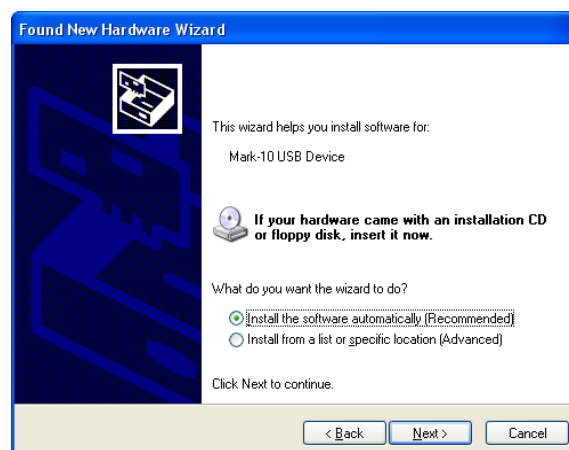 Found New Hardware Wizard
This wizard helps you install software for:
Mark-10 USB Device
If your hardware came with an installation CD
or floppy disk, insert it now.
What do you want the wizard to do?
Install the software automatically (Recommended)
Install from a list or specific location (Advanced)
Click Next to continue.
< Back Next > Cancel